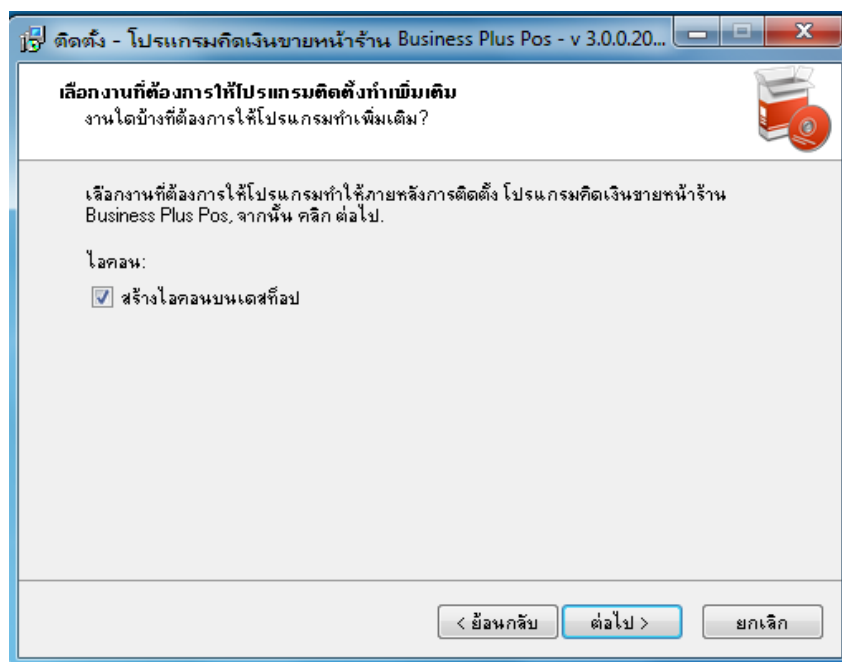 ติดตั้ง - โปรแกรมคิดเงินขายหน้าร้าน Business Plus Pos - v 3.0.0.20...
เลือกงานที่ต้องการให้โปรแกรมติดตั้งทำเพิ่มเติม
งานใดบ้างที่ต้องการให้โปรแกรมทำเพิ่มเติม?
เลือกงานที่ต้องการให้โปรแกรมทำให้ภายหลังการติดตั้ง โปรแกรมคิดเงินขายหน้าร้าน
Business Plus Pos, จากนั้น คลิก ต่อไป.
ไอคอน:
สร้างไอคอนบนเดสท็อป
< ย้อนกลับ ต่อไป > ยกเลิก